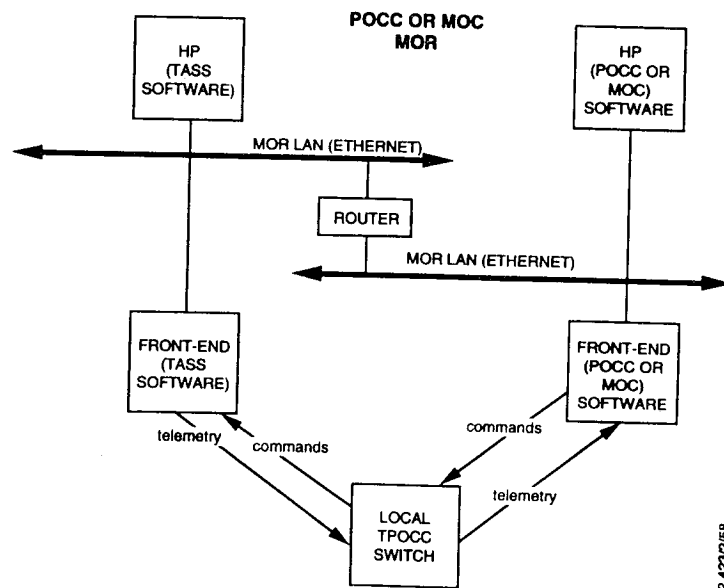 POCC OR MOC
MOR
HP
(TASS
SOFTWARE)
HP
(POCC OR
MOC)
SOFTWARE
MOR LAN (ETHERNET)
ROUTER
MOR LAN (ETHERNET)
FRONT-END
(TASS
SOFTWARE)
FRONT-END
(POCC OR
MOC)
SOFTWARE
telemetry
commands
commands
telemetry
LOCAL
TPOCC
SWITCH